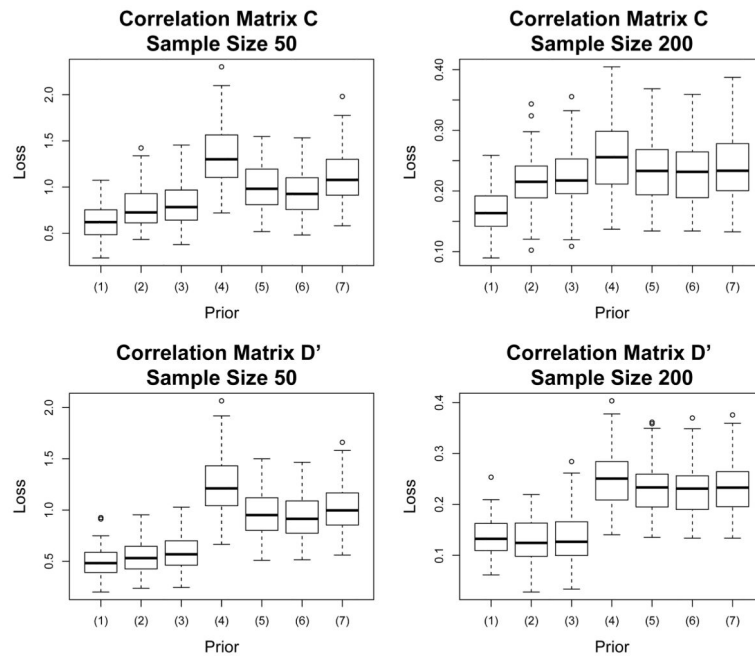 Correlation Matrix C
Sample Size 50
Loss
2.0
1.5
1.0
0.5
(1) (2) (3) (4) (5) (6) (7)
Prior
Correlation Matrix C
Sample Size 200
Loss
0.40
0.30
0.20
0.10
(1) (2) (3) (4) (5) (6) (7)
Prior
Correlation Matrix D’
Sample Size 50
Loss
2.0
1.5
1.0
0.5
(1) (2) (3) (4) (5) (6) (7)
Prior
Correlation Matrix D’
Sample Size 200
Loss
0.4
0.3
0.2
0.1
(1) (2) (3) (4) (5) (6) (7)
Prior